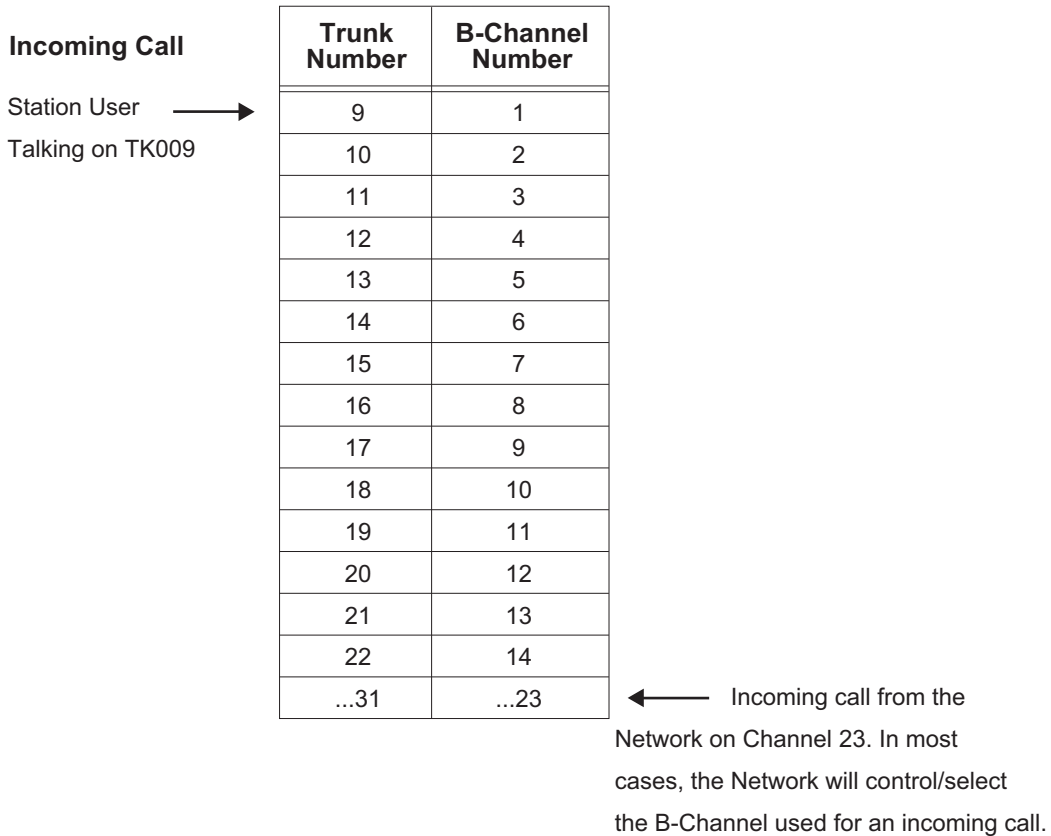 Incoming Call
Station User
Talking on TK009
Trunk Number B-Channel Number
9 1
10 2
11 3
12 4
13 5
14 6
15 7
16 8
17 9
18 10
19 11
20 12
21 13
22 14
...31 ...23
Incoming call from the
Network on Channel 23. In most
cases, the Network will control/select
the B-Channel used for an incoming call.